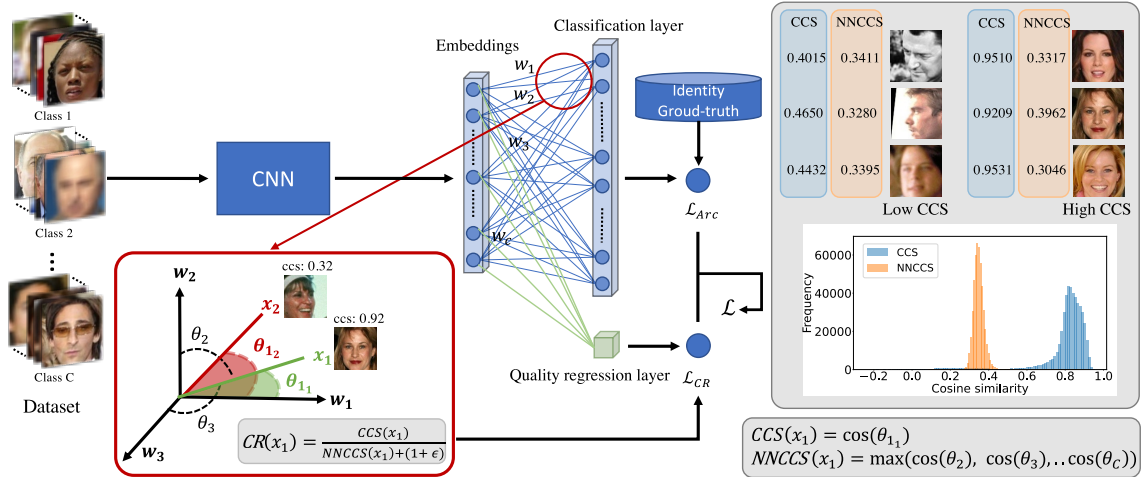 Class 1
Class 2
Class C
Dataset
CNN
Embeddings
Classification layer
w₁
w₂
w₃
w_c
Identity
Groud-truth
ℒ_Arc
ℒ
ℒ_CR
Quality regression layer
w₂
x₂
ccs: 0.32
ccs: 0.92
θ₂
θ₁₂
x₁
θ₁₁
θ₃
w₁
w₃
CR(x₁) = CCS(x₁) / NNCCS(x₁)+(1+ ϵ)
CCS NNCCS
0.4015 0.3411
0.4650 0.3280
0.4432 0.3395
Low CCS
CCS NNCCS
0.9510 0.3317
0.9209 0.3962
0.9531 0.3046
High CCS
CCS
NNCCS
Frequency
60000
40000
20000
0
−0.2 0.0 0.2 0.4 0.6 0.8 1.0
Cosine similarity
CCS(x₁) = cos(θ₁₁)
NNCCS(x₁) = max(cos(θ₂), cos(θ₃),..cos(θ_C))